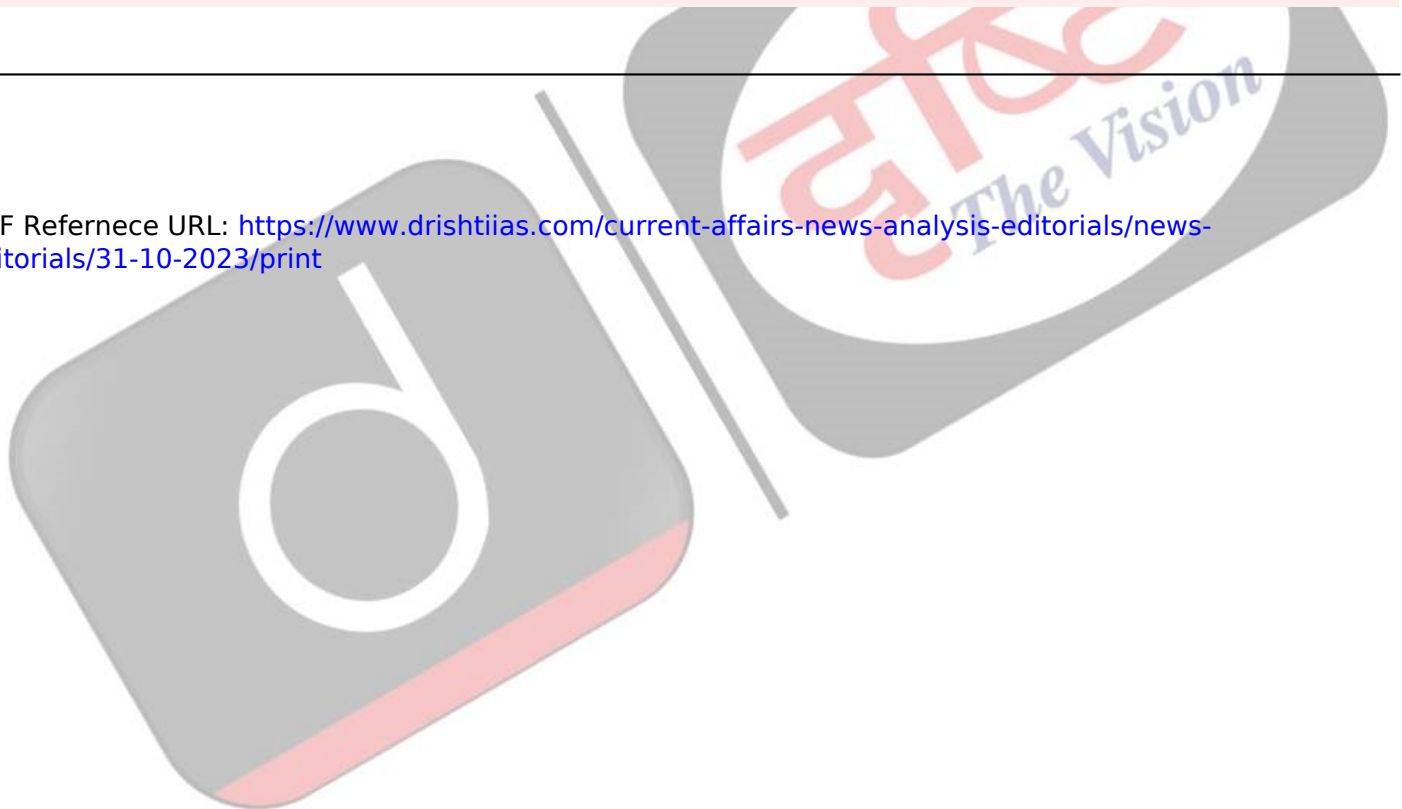 दृष्टि
The Vision
F Refernece URL: https://www.drishtiias.com/current-affairs-news-analysis-editorials/news-
itorials/31-10-2023/print
d